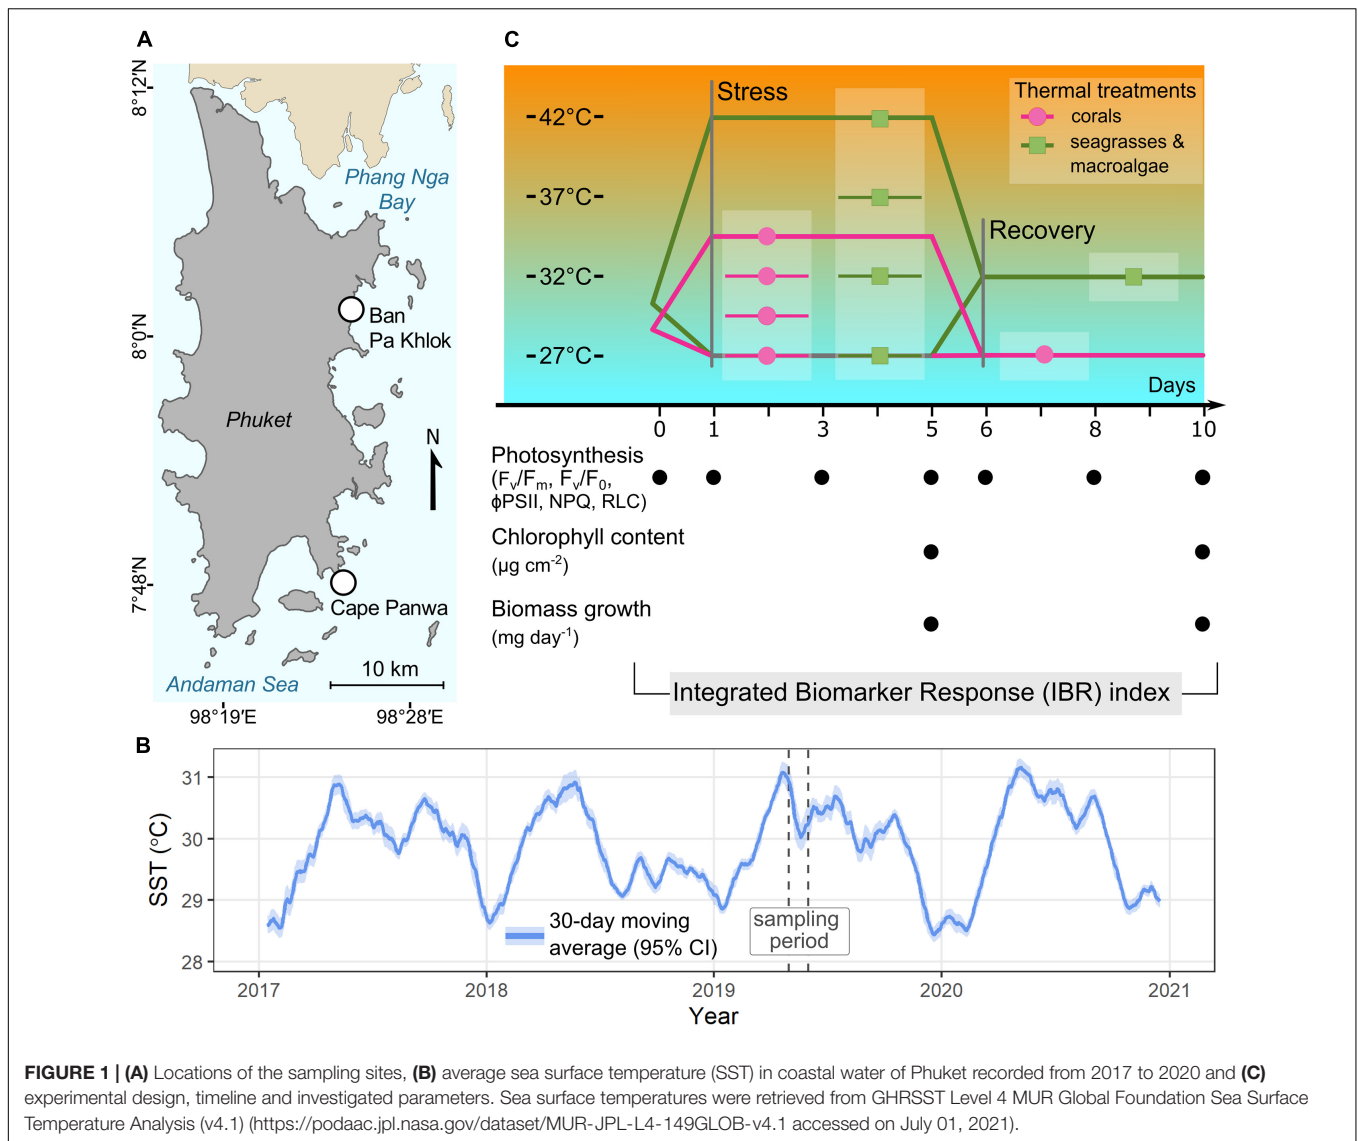 A
8°12′N
8°0′N
7°48′N
Phang Nga
Bay
Ban
Pa Khlok
Phuket
N
Cape Panwa
10 km
Andaman Sea
98°19′E
98°28′E
C
Stress
Thermal treatments
corals
seagrasses &
macroalgae
-42°C-
-37°C-
Recovery
-32°C-
-27°C-
Days
0 1 3 5 6 8 10
Photosynthesis
(Fv/Fm, Fv/F0,
ϕPSII, NPQ, RLC)
Chlorophyll content
(µg cm-2)
Biomass growth
(mg day-1)
Integrated Biomarker Response (IBR) index
B
SST (°C)
31
30
29
28
30-day moving
average (95% CI)
sampling
period
2017 2018 2019 2020 2021
Year
FIGURE 1 | (A) Locations of the sampling sites, (B) average sea surface temperature (SST) in coastal water of Phuket recorded from 2017 to 2020 and (C)
experimental design, timeline and investigated parameters. Sea surface temperatures were retrieved from GHRSST Level 4 MUR Global Foundation Sea Surface
Temperature Analysis (v4.1) (https://podaac.jpl.nasa.gov/dataset/MUR-JPL-L4-149GLOB-v4.1 accessed on July 01, 2021).